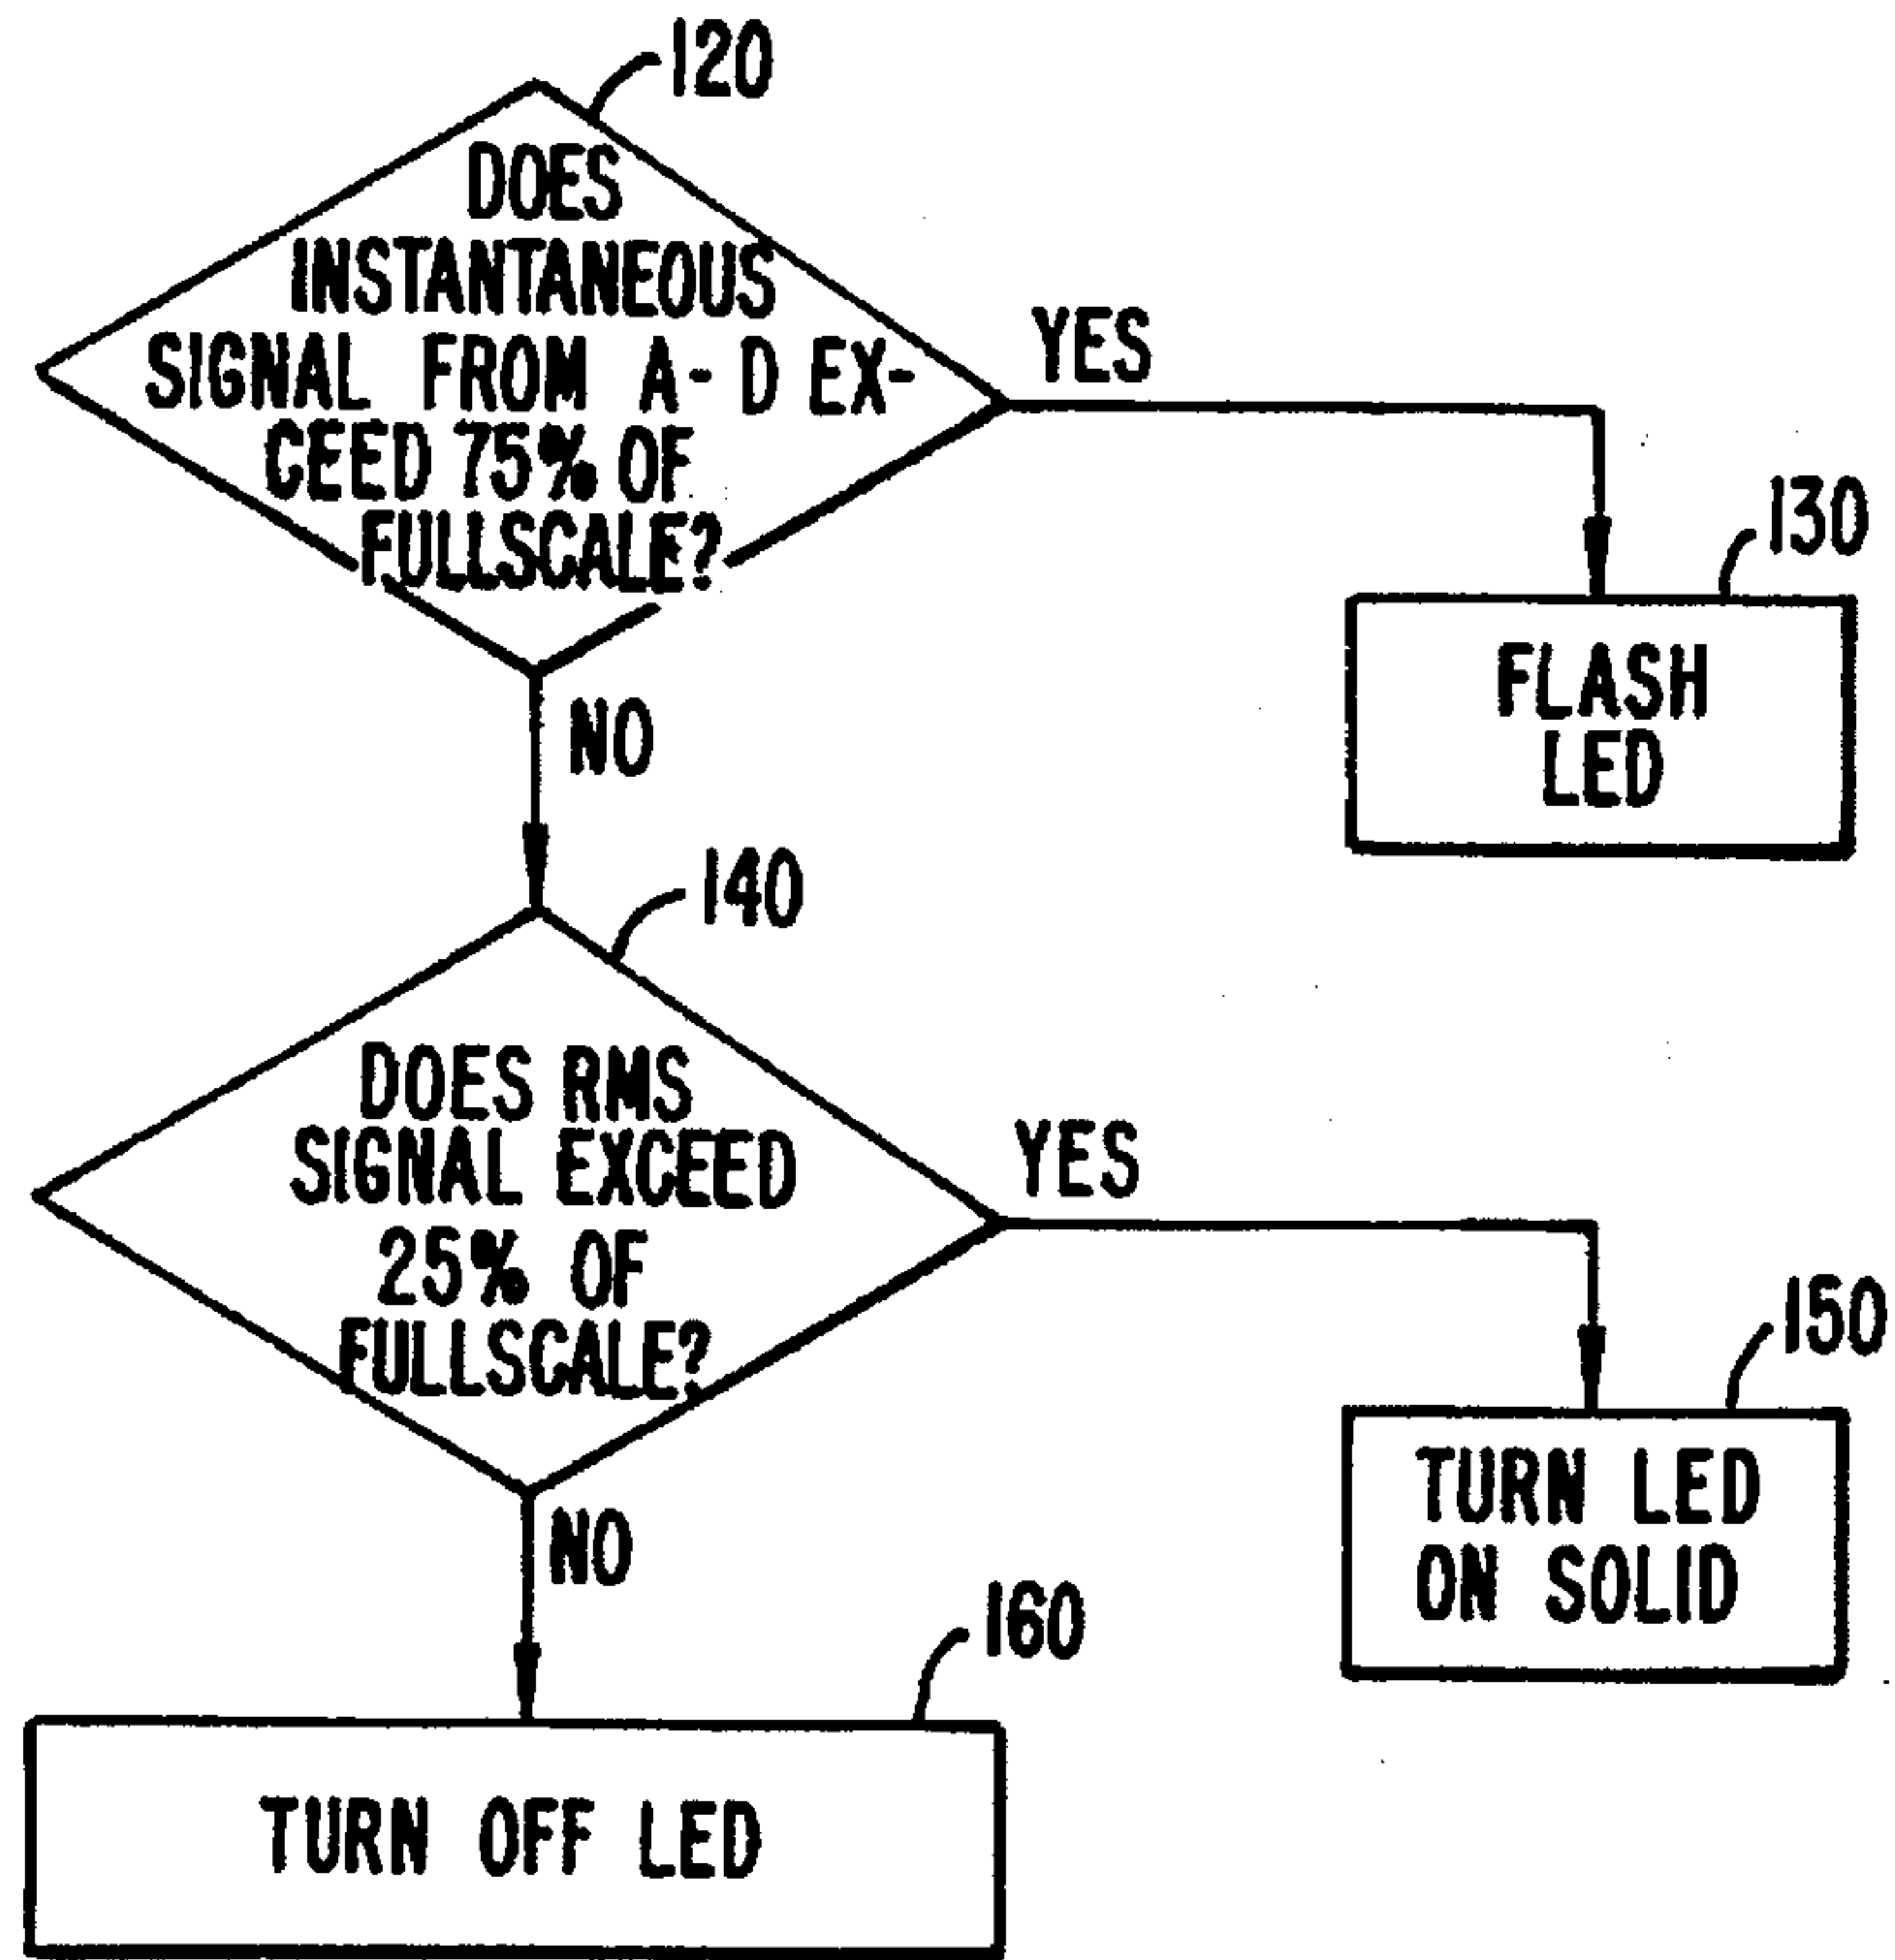 120
DOES
INSTANTANEOUS
SIGNAL FROM A- D EX-
CEED 75% OF
FULLSCALE?
YES
130
FLASH
LED
NO
140
DOES RMS
SIGNAL EXCEED
25% OF
FULLSCALE?
YES
150
TURN LED
ON SOLID
NO
160
TURN OFF LED